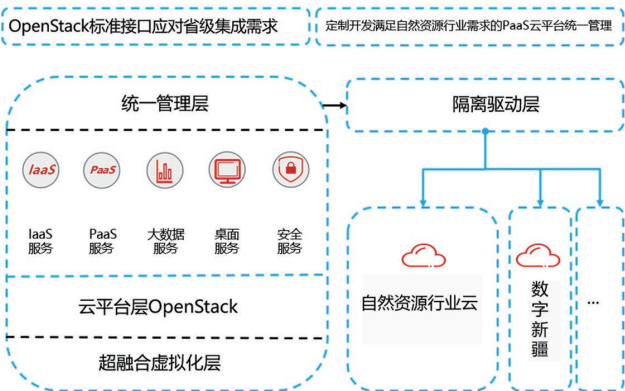 OpenStack标准接口应对省级集成需求
定制开发满足自然资源行业需求的PaaS云平台统一管理
统一管理层
隔离驱动层
IaaS
PaaS
IaaS
服务
PaaS
服务
大数据
服务
桌面
服务
安全
服务
云平台层OpenStack
超融合虚拟化层
自然资源行业云
数
字
新
疆
...